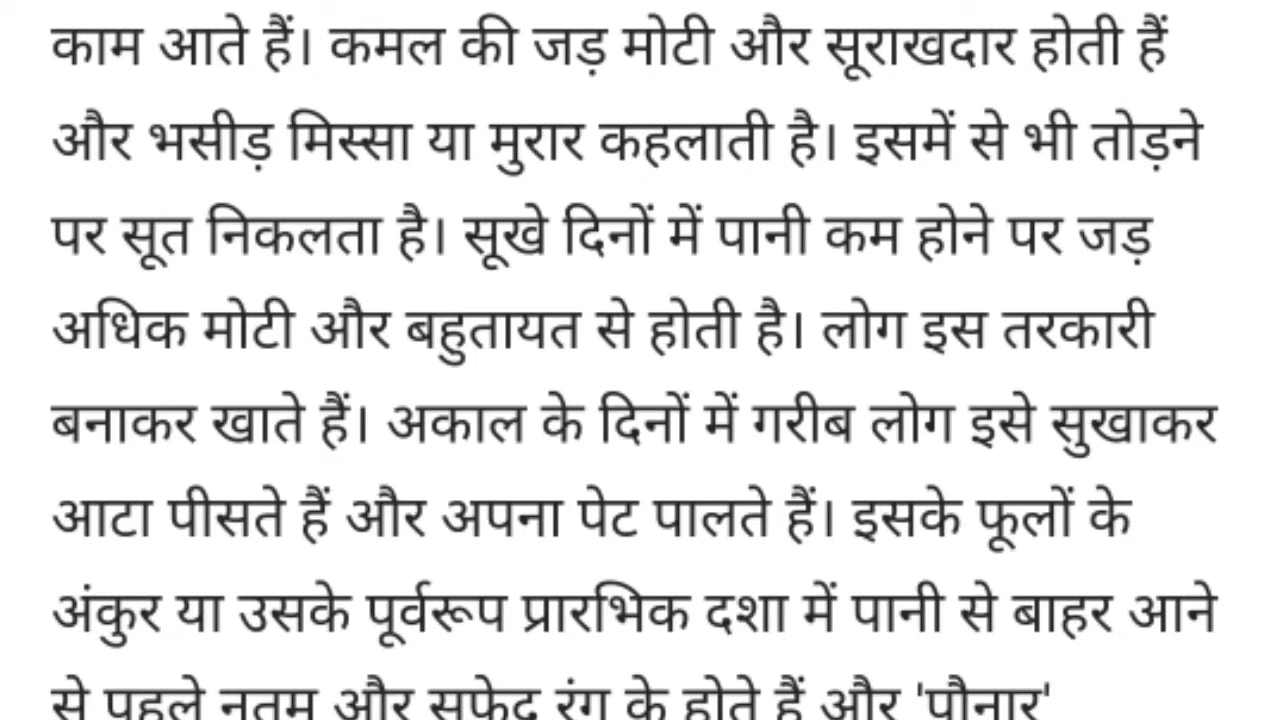 काम आते हैं। कमल की जड़ मोटी और सूराखदार होती हैं
और भसीड़ मिस्सा या मुरार कहलाती है। इसमें से भी तोड़ने
पर सूत निकलता है। सूखे दिनों में पानी कम होने पर जड़
अधिक मोटी और बहुतायत से होती है। लोग इस तरकारी
बनाकर खाते हैं। अकाल के दिनों में गरीब लोग इसे सुखाकर
आटा पीसते हैं और अपना पेट पालते हैं। इसके फूलों के
अंकुर या उसके पूर्वरूप प्रारभिक दशा में पानी से बाहर आने
से पहले नतम और सफेद रंग के होते हैं और 'पौनार'